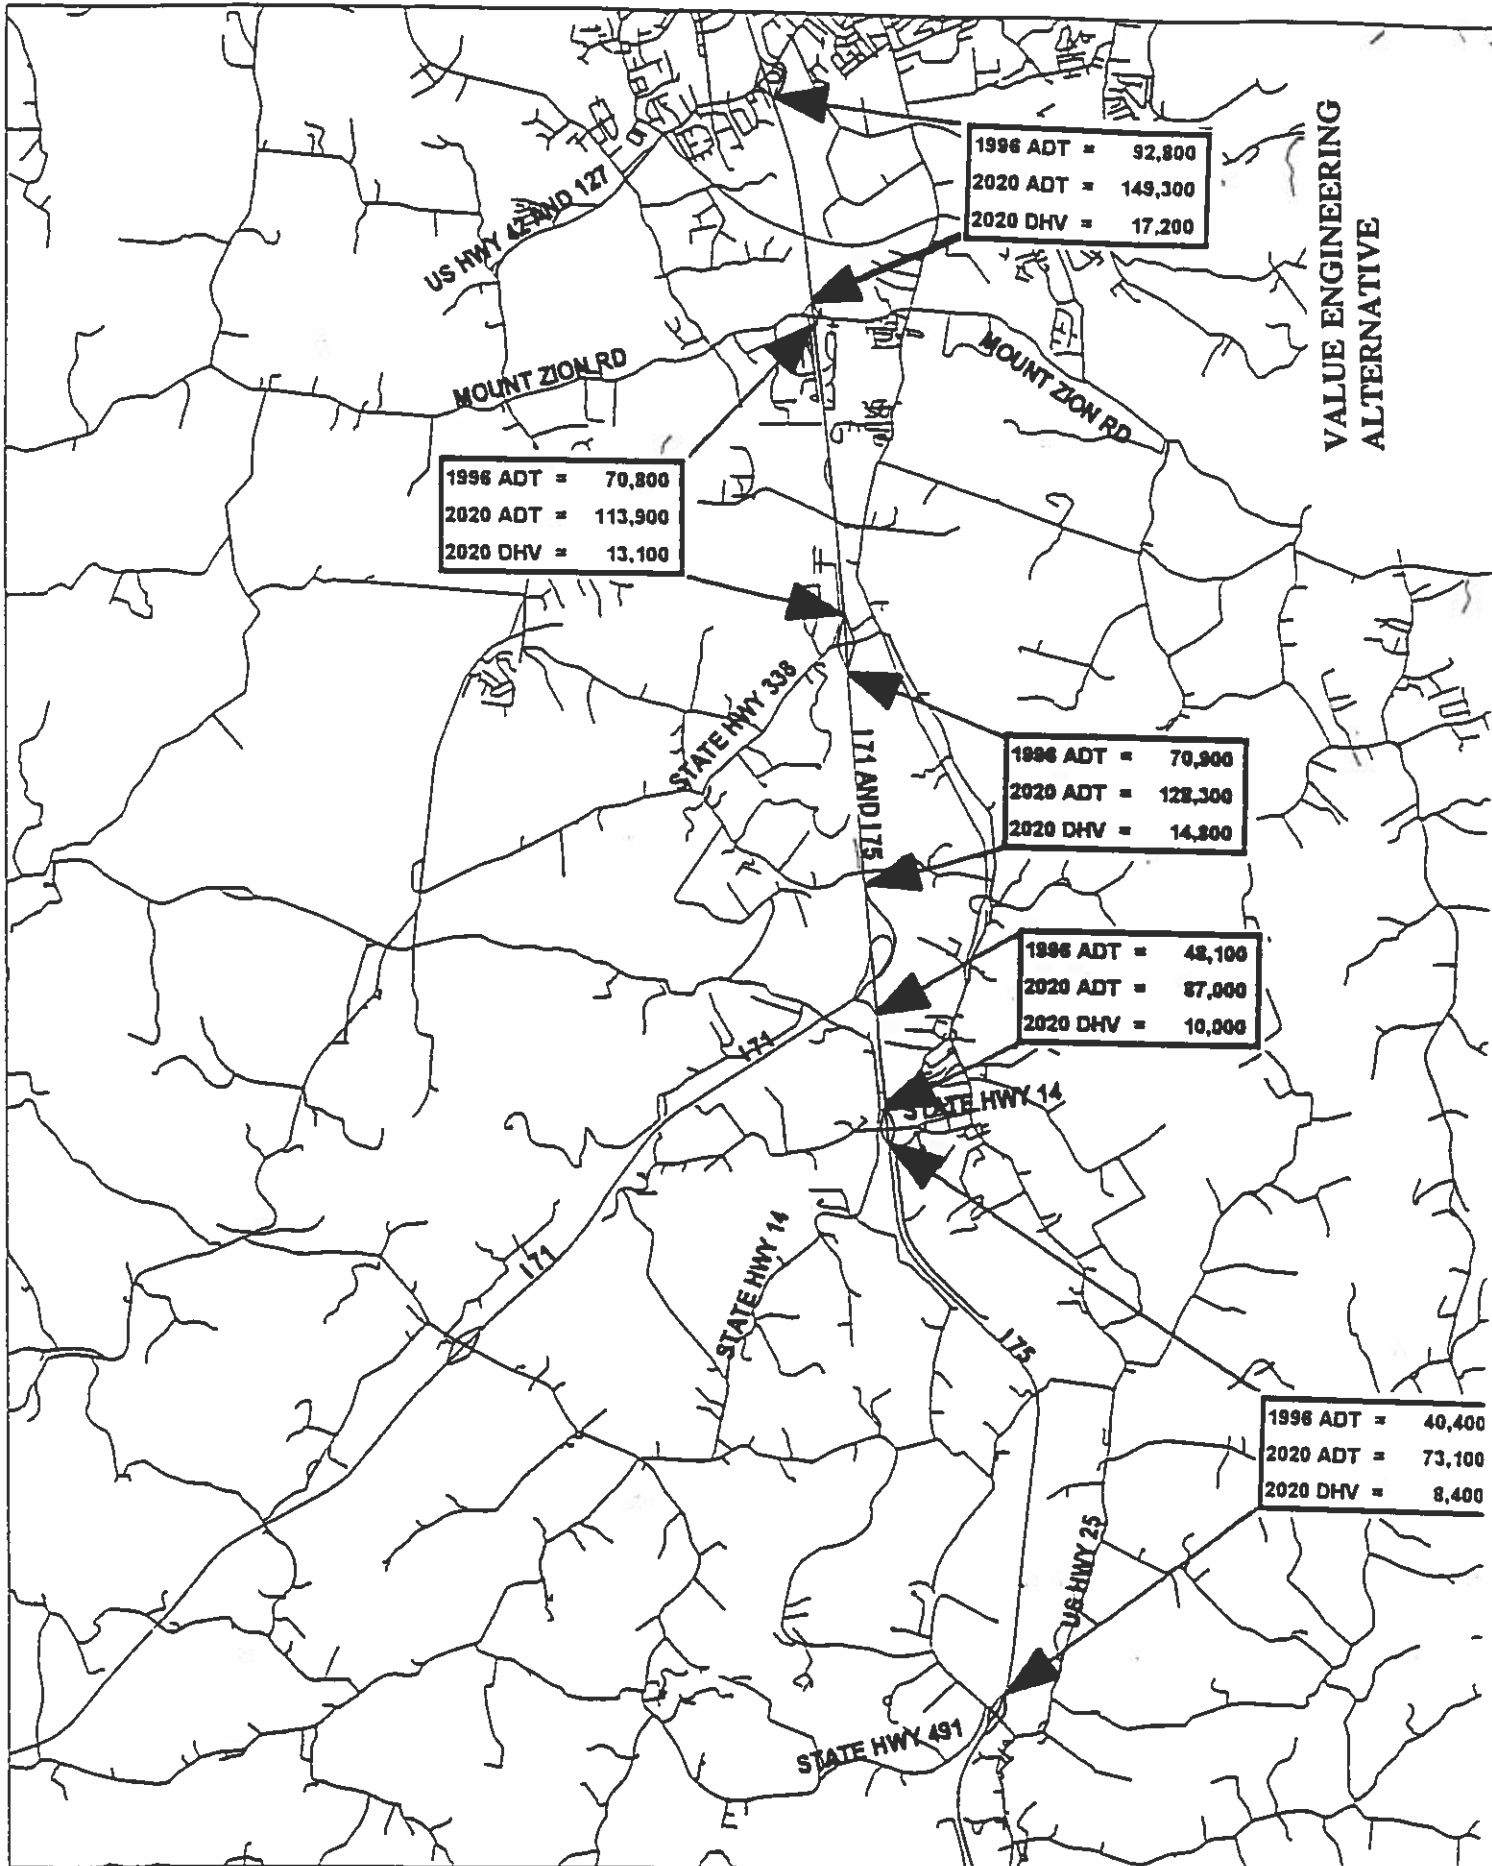 VALUE ENGINEERING
ALTERNATIVE
1996 ADT = 92,800
2020 ADT = 149,300
2020 DHV = 17,200
US HWY 42 AND 127
MOUNT ZION RD
MOUNT ZION RD
1996 ADT = 70,800
2020 ADT = 113,900
2020 DHV = 13,100
STATE HWY 338
I 71 AND I 75
1996 ADT = 70,900
2020 ADT = 128,300
2020 DHV = 14,800
1996 ADT = 48,100
2020 ADT = 87,000
2020 DHV = 10,000
I 71
STATE HWY 14
STATE HWY 14
I 71
I 75
1996 ADT = 40,400
2020 ADT = 73,100
2020 DHV = 8,400
US HWY 25
STATE HWY 491